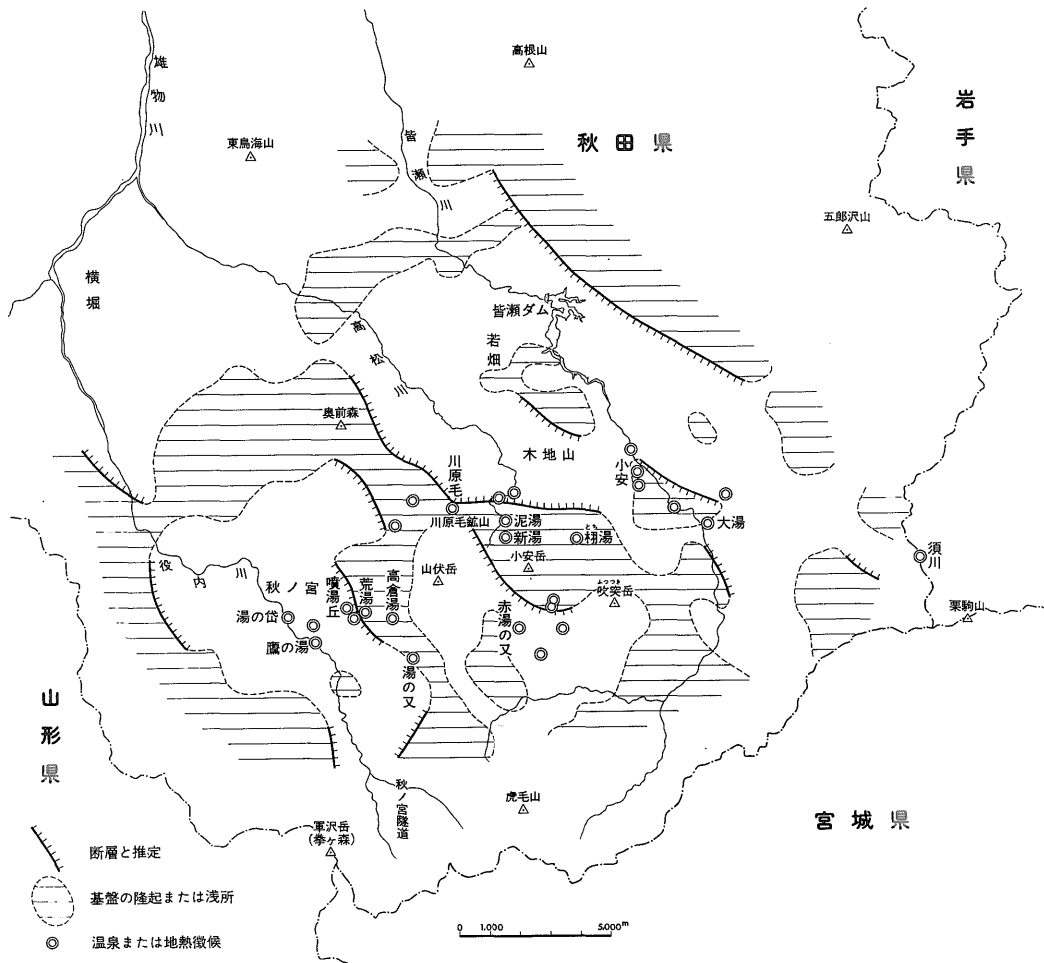 高根山
雄物川
皆瀬川
秋田県
岩手県
東鳥海山
五郎沢山
横堀
皆瀬ダム
高松川
若畑
奥前森
木地山
川原毛
小安
川原毛鉱山
泥湯
新湯
とち
栩湯
大湯
小安岳
須川
山伏岳
ふつつき
吹突岳
栗駒山
役内川
秋ノ宮
噴湯丘
荒湯
高倉湯
赤湯の又
湯の岱
鷹の湯
湯の又
山形県
秋ノ宮隧道
虎毛山
宮城県
軍沢岳
(拳ヶ森)
断層と推定
基盤の隆起または浅所
温泉または地熱徴候
0 1.000 5.000m